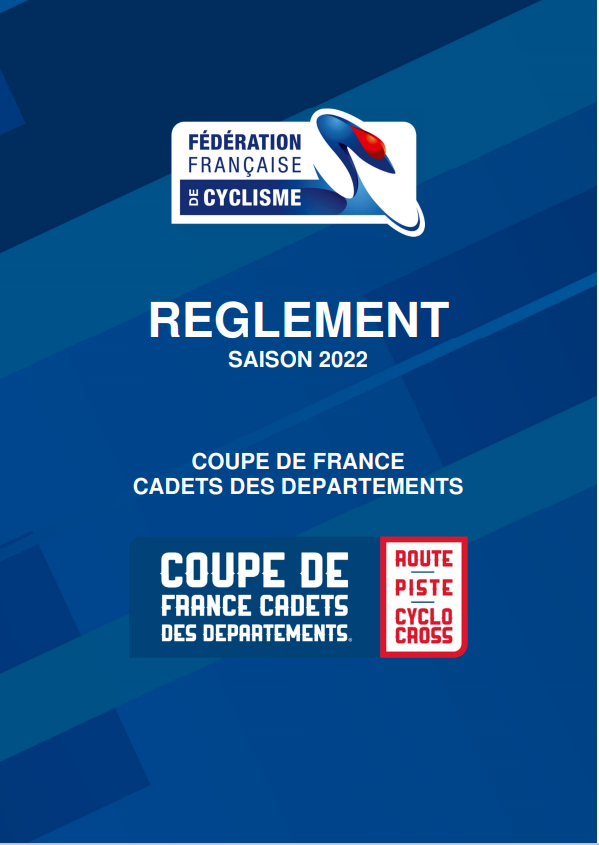 FÉDÉRATION
FRANÇAISE
DE CYCLISME
REGLEMENT
SAISON 2022
COUPE DE FRANCE
CADETS DES DEPARTEMENTS
COUPE DE
FRANCE CADETS
DES DEPARTEMENTS
ROUTE
PISTE
CYCLO
CROSS